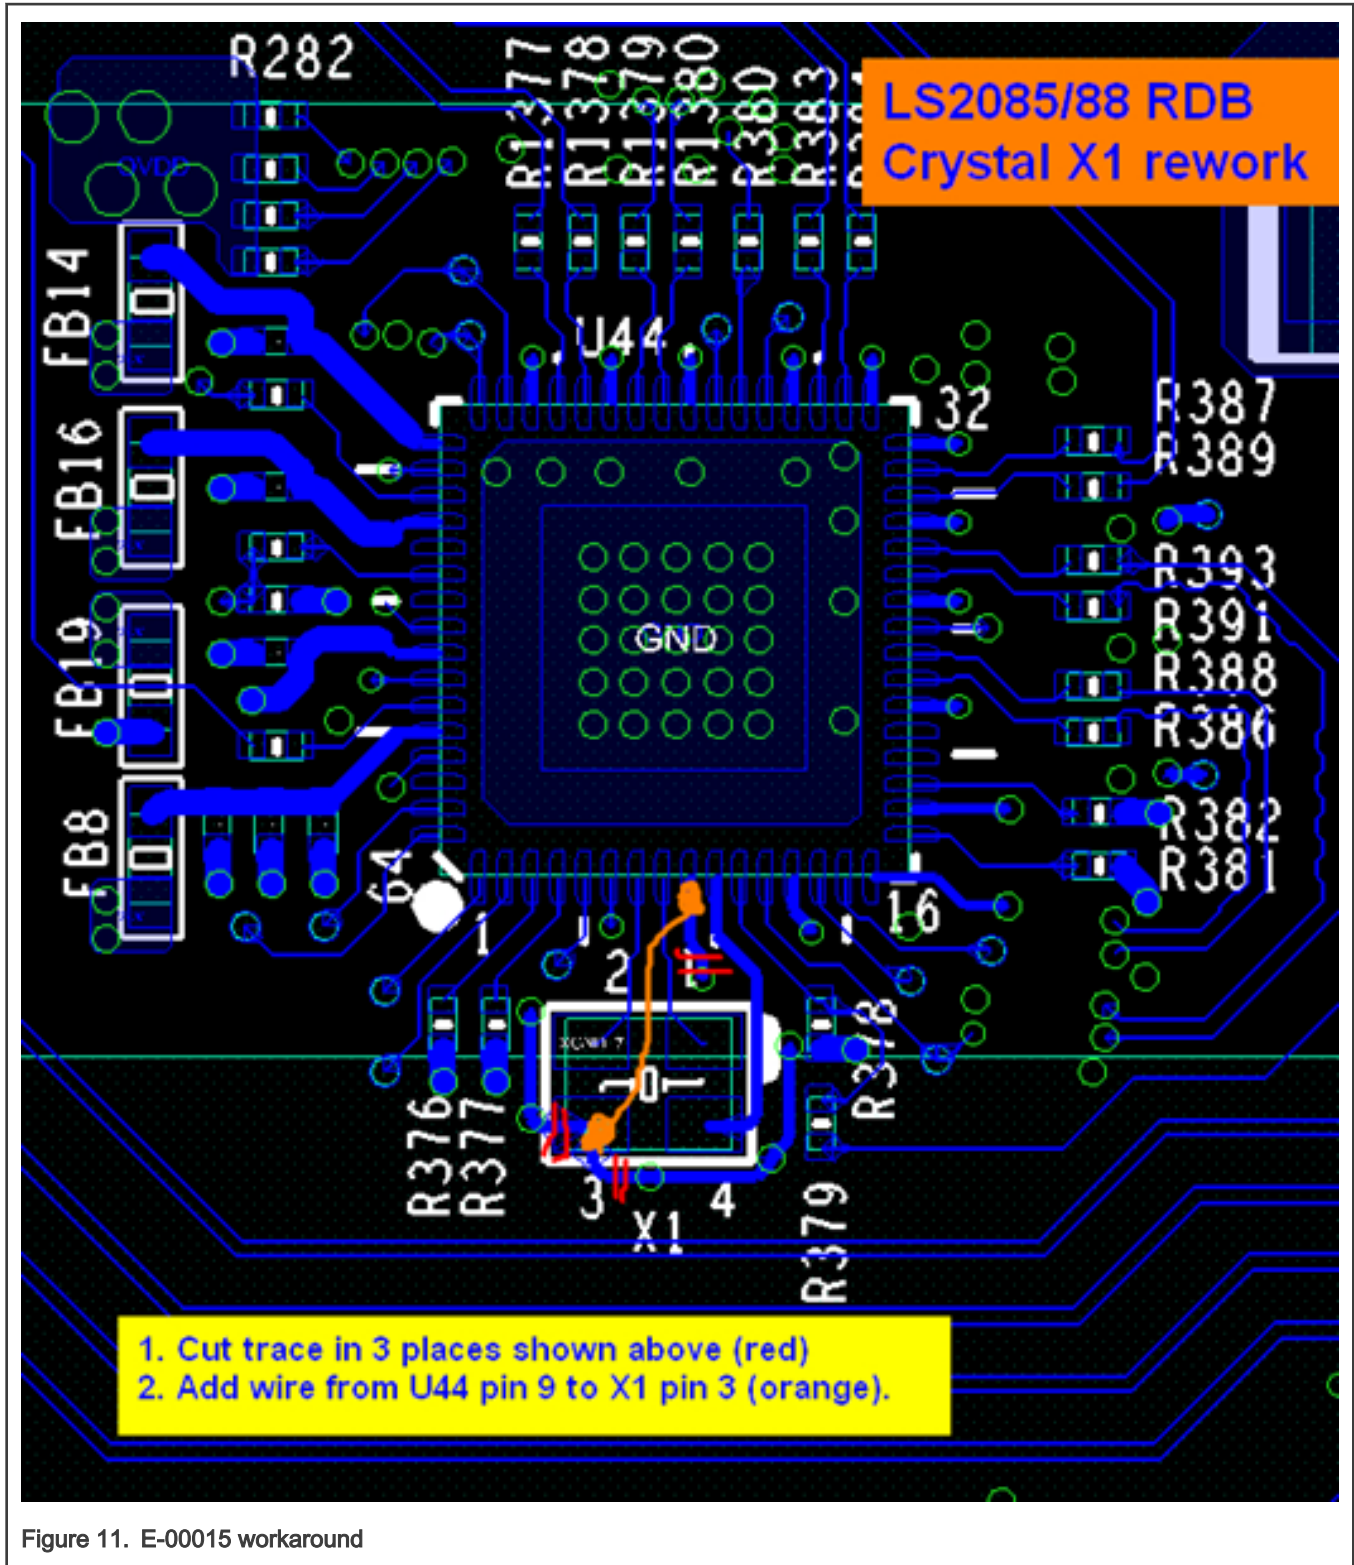 R282
R1377
R1378
R1379
R1380
R380
R383
LS2085/88 RDB
Crystal X1 rework
OVDD
FB14
U44
32
R387
R389
FB16
R393
R391
GND
FB19
R388
R386
FB8
R382
R381
64
1
16
2
1
R378
R376
R377
3
4
X1
R379
1. Cut trace in 3 places shown above (red)
2. Add wire from U44 pin 9 to X1 pin 3 (orange).
Figure 11. E-00015 workaround